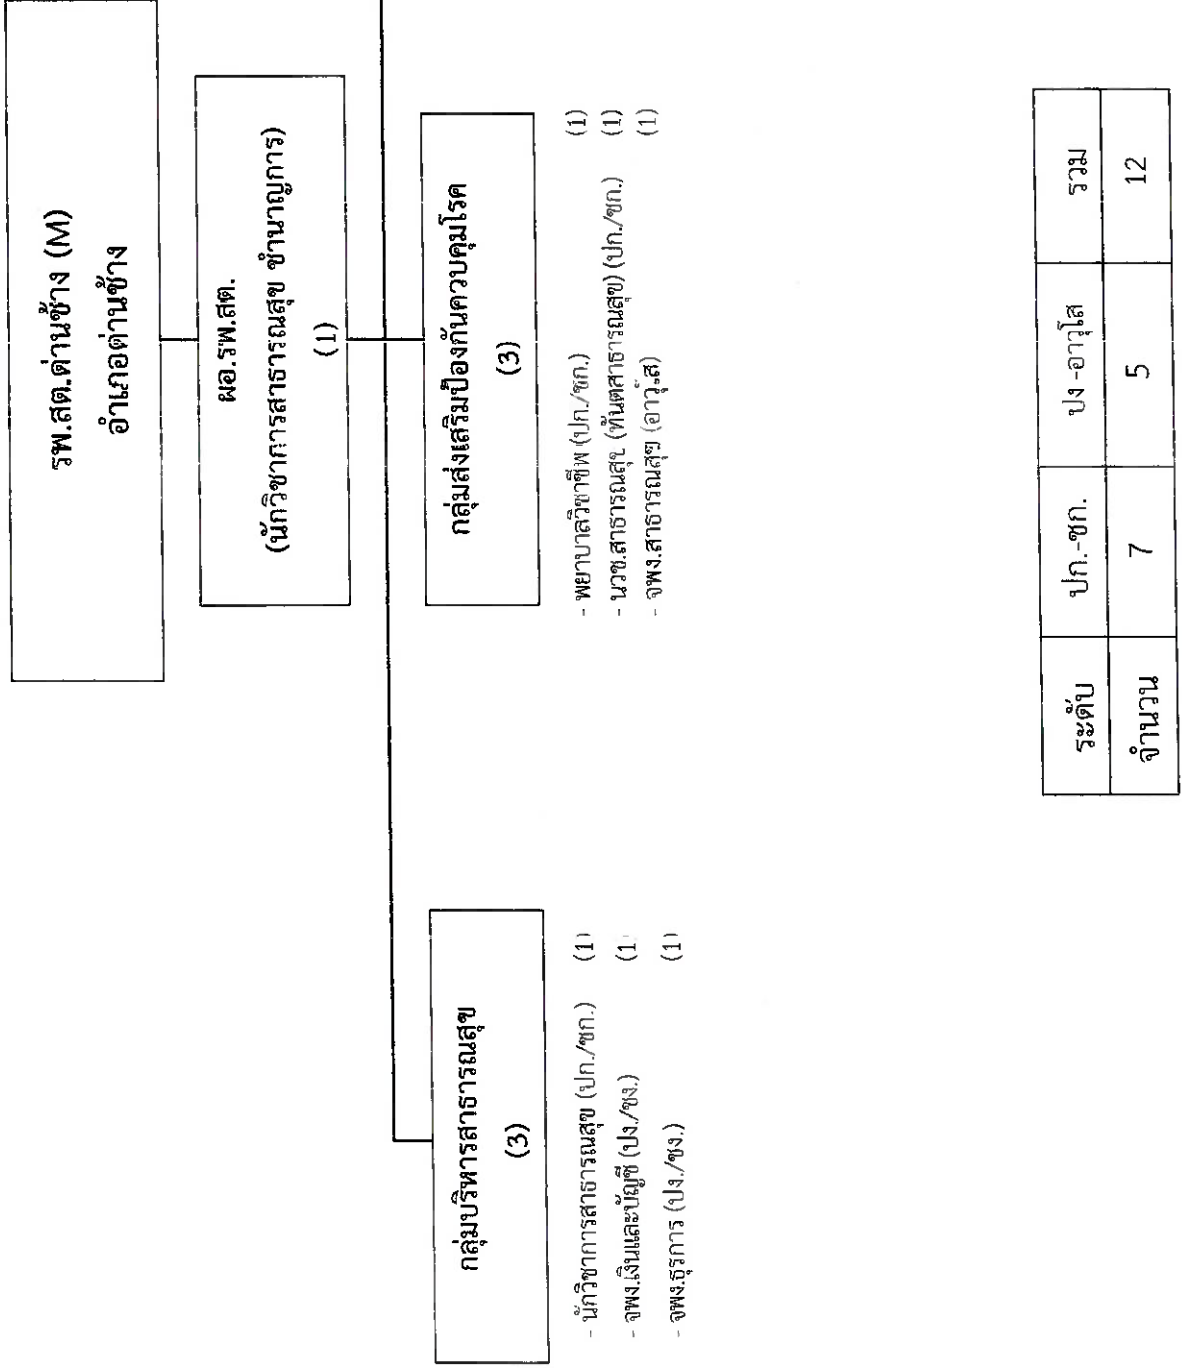 รพ.สต.ด่านช้าง (M)
อำเภอด่านช้าง
ผอ.รพ.สต.
(นักวิชาการสาธารณสุข ชำนาญการ)
(1)
กลุ่มบริหารสาธารณสุข
(3)
- นักวิชาการสาธารณสุข (ปก./ชก.) (1)
- จพง.เงินและบัญชี (ปง./ชง.) (1)
- จพง.ธุรการ (ปง./ชง.) (1)
กลุ่มส่งเสริมป้องกันควบคุมโรค
(3)
- พยาบาลวิชาชีพ (ปก./ชก.) (1)
- นวช.สาธารณสุข (ทันตสาธารณสุข) (ปก./ชก.) (1)
- จพง.สาธารณสุข (1)
ระดับ ปก.-ชก. ปง-อาวุโส รวม
จำนวน 7 5 12